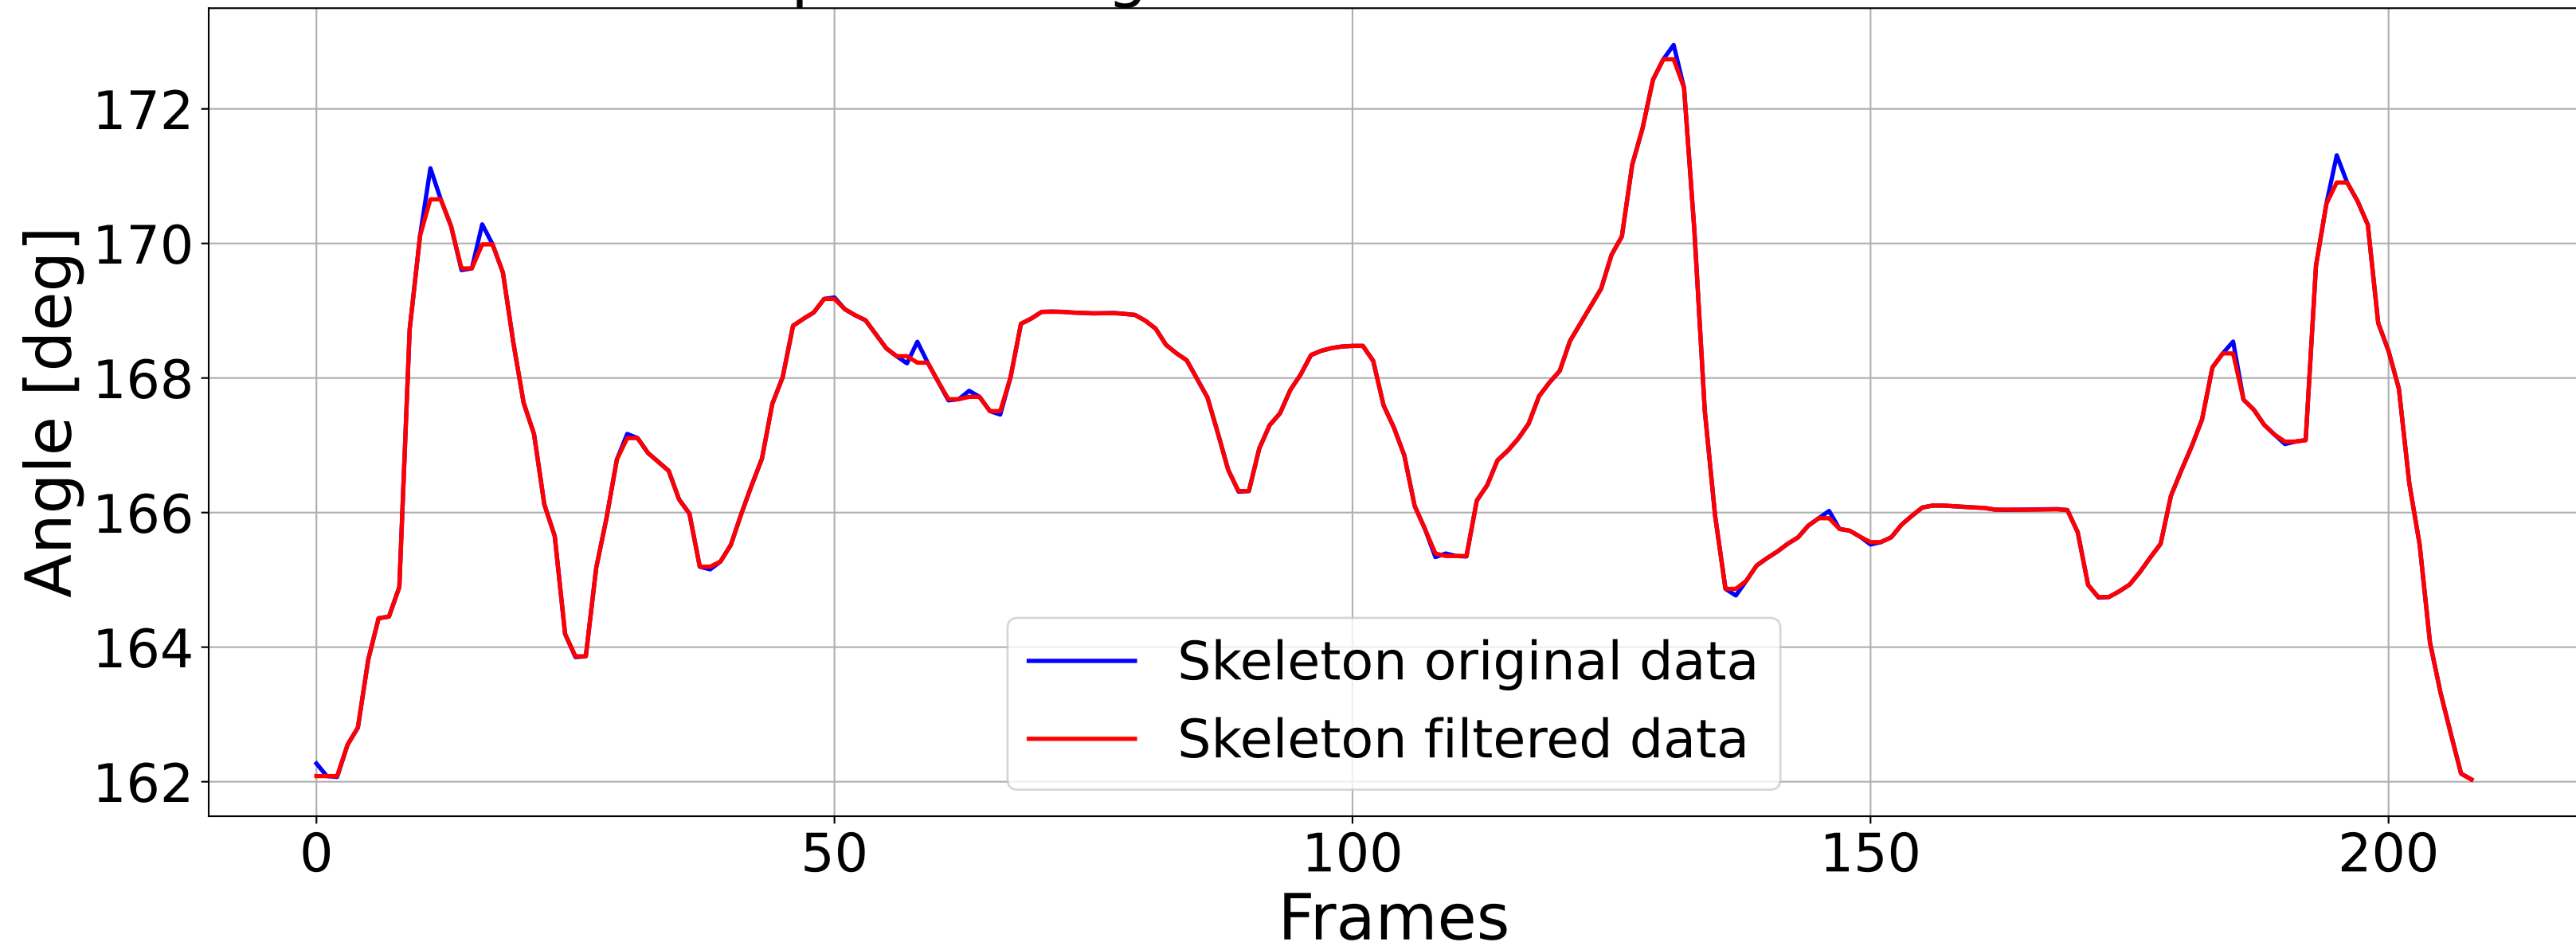 172
170
168
166
164
162
Angle [deg]
Skeleton original data
Skeleton filtered data
0 50 100 150 200
Frames